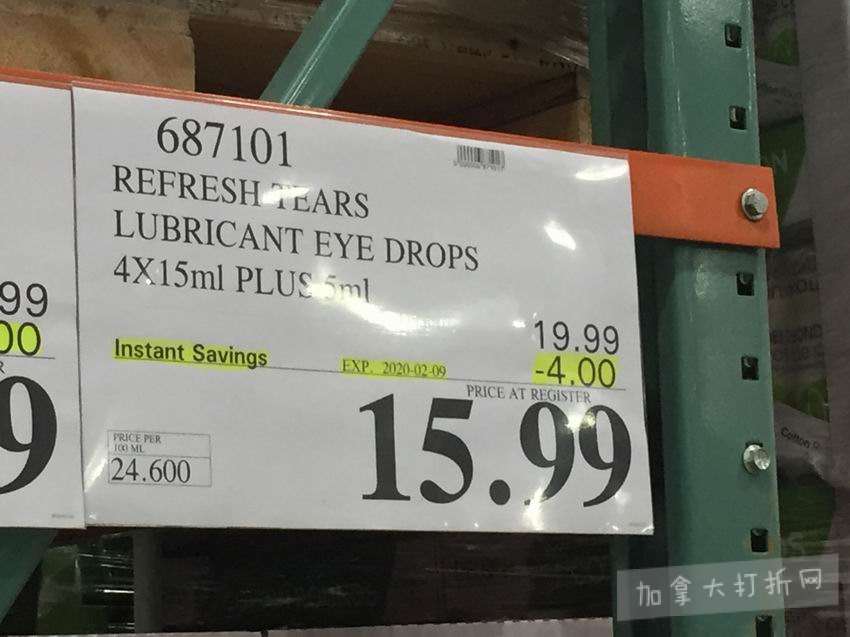 687101
REFRESH TEARS
LUBRICANT EYE DROPS
4X15ml PLUS 5ml
99
00
R
9
19.99
Instant Savings
EXP. 2020-02-09
-4.00
PRICE AT REGISTER
15.99
PRICE PER
100 ML
24.600
Cotton
加拿大打折网